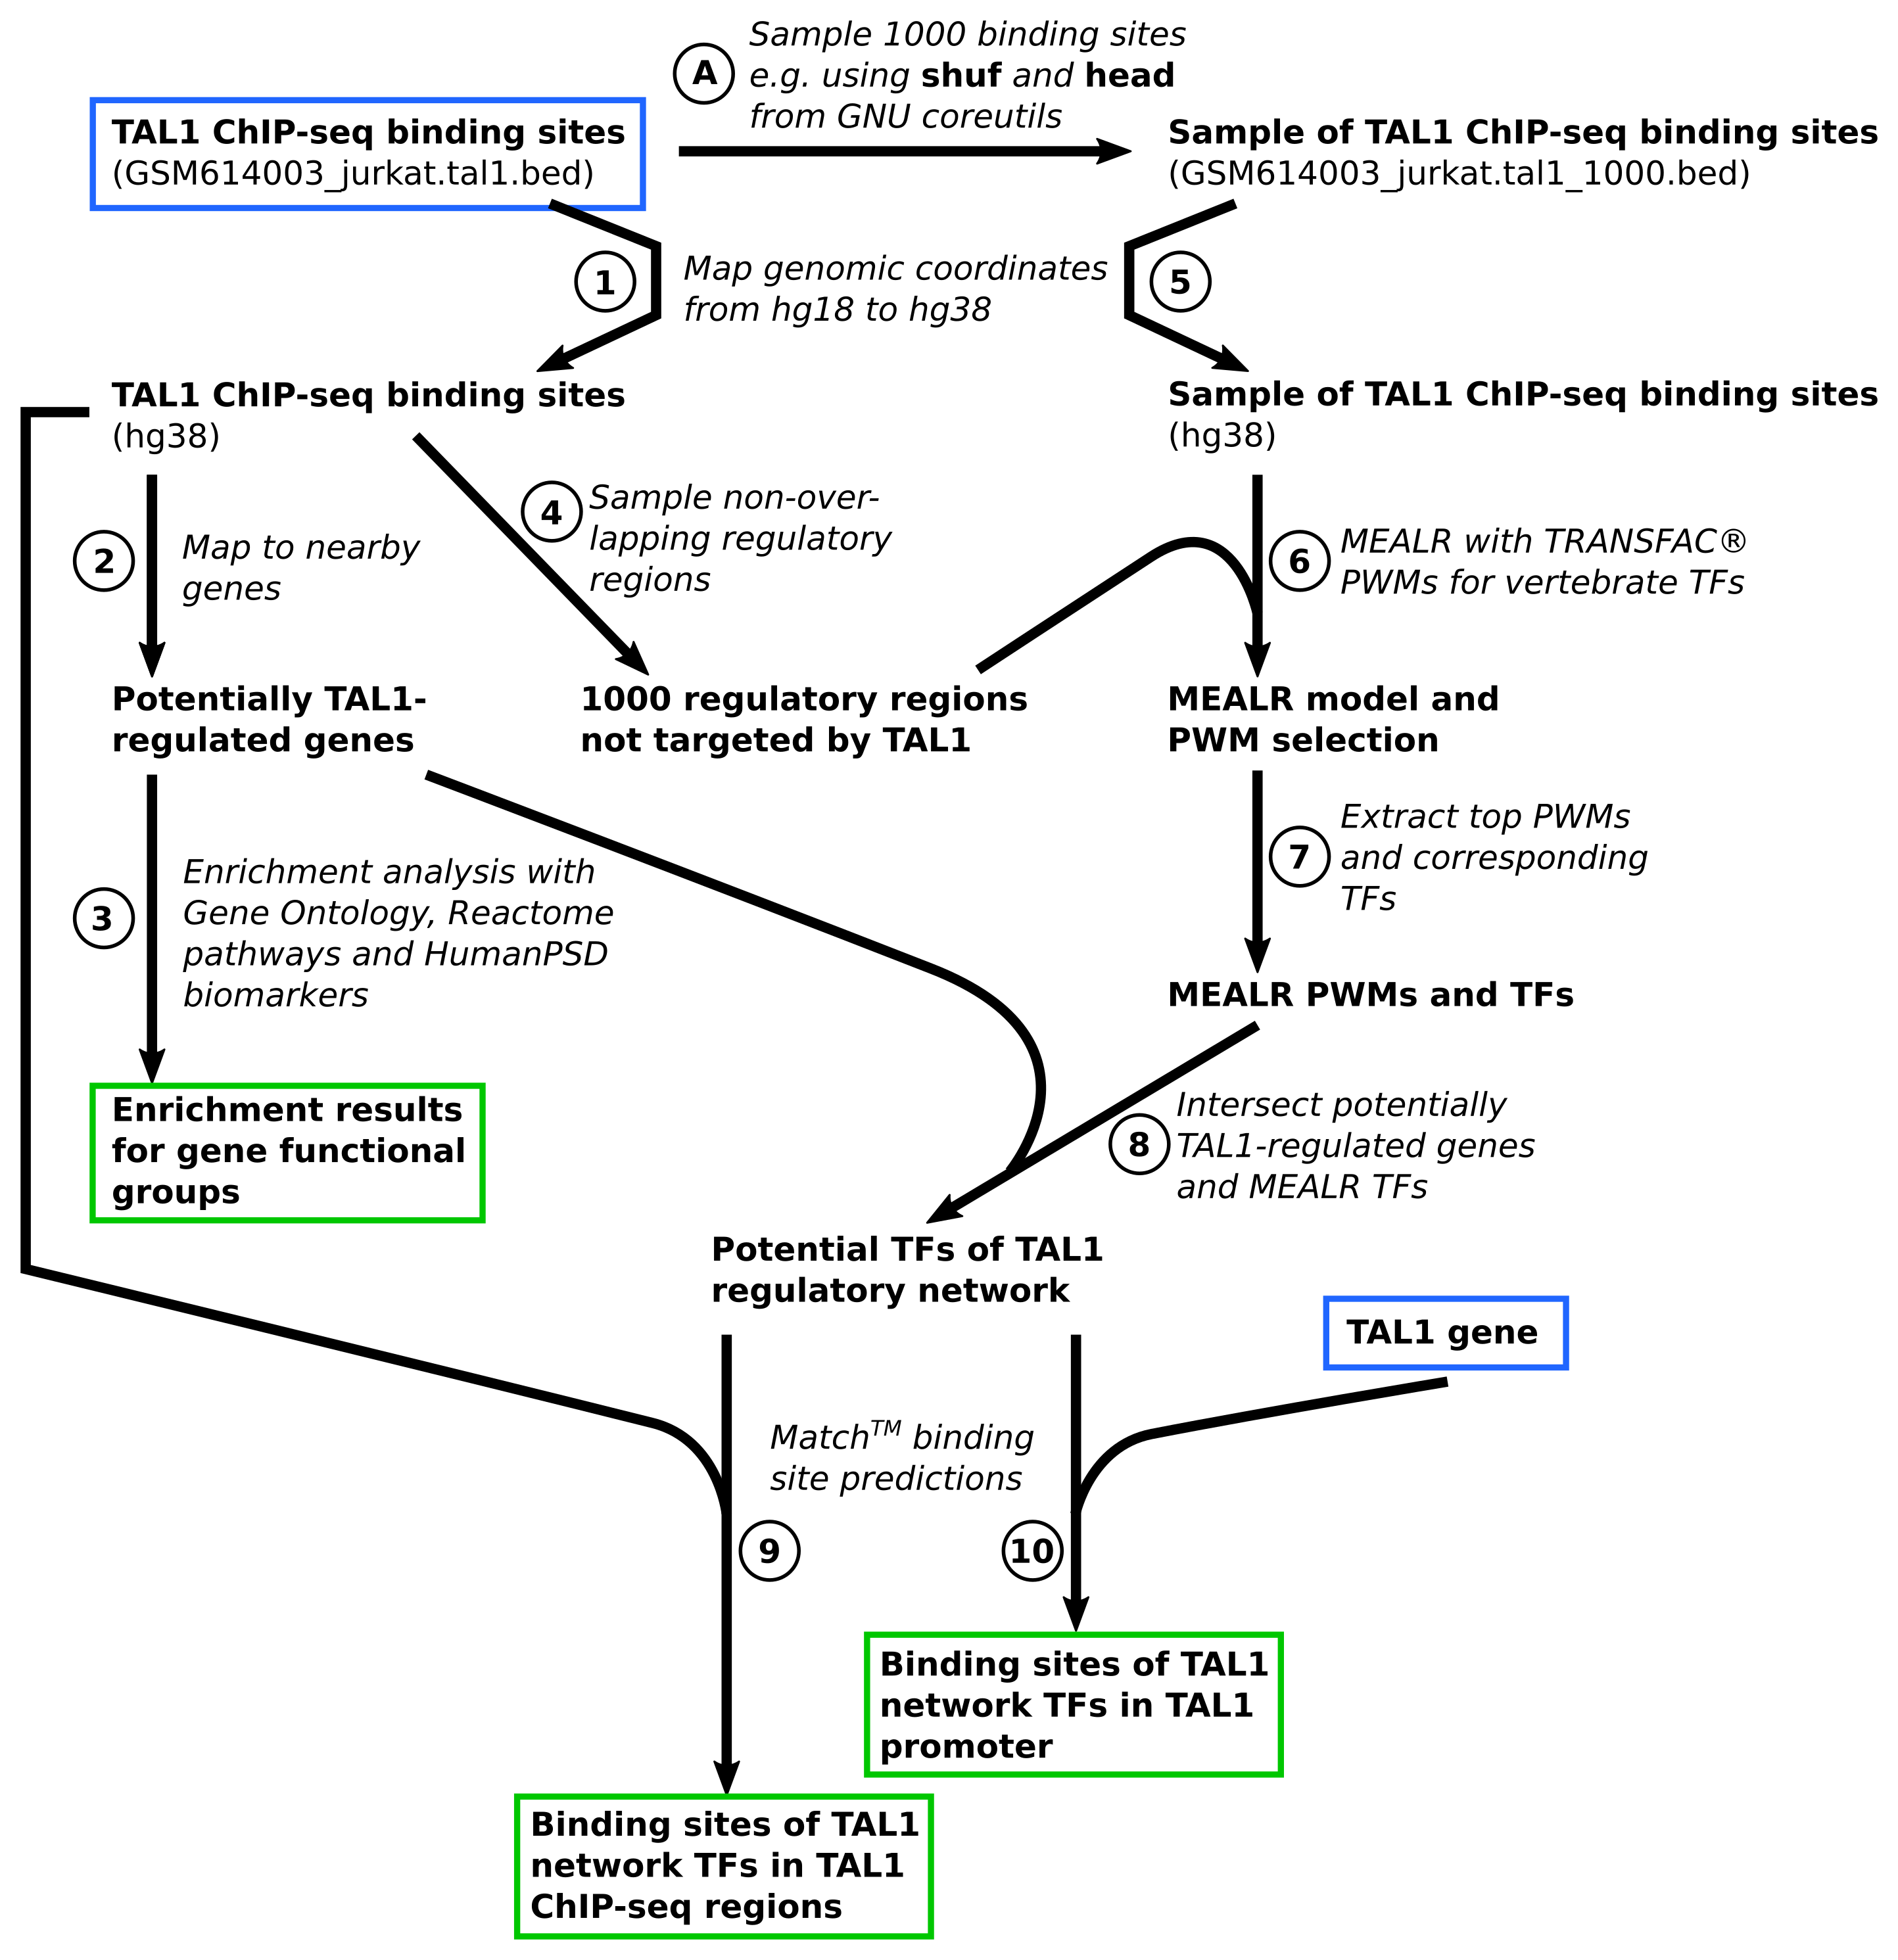 A
Sample 1000 binding sites
e.g. using shuf and head
from GNU coreutils
TAL1 ChIP-seq binding sites
(GSM614003_jurkat.tal1.bed)
Sample of TAL1 ChIP-seq binding sites
(GSM614003_jurkat.tal1_1000.bed)
1
Map genomic coordinates
from hg18 to hg38
5
TAL1 ChIP-seq binding sites
(hg38)
Sample of TAL1 ChIP-seq binding sites
(hg38)
2
Map to nearby
genes
4
Sample non-over-
lapping regulatory
regions
6
MEALR with TRANSFAC®
PWMs for vertebrate TFs
Potentially TAL1-
regulated genes
1000 regulatory regions
not targeted by TAL1
MEALR model and
PWM selection
3
Enrichment analysis with
Gene Ontology, Reactome
pathways and HumanPSD
biomarkers
7
Extract top PWMs
and corresponding
TFs
MEALR PWMs and TFs
Enrichment results
for gene functional
groups
8
Intersect potentially
TAL1-regulated genes
and MEALR TFs
Potential TFs of TAL1
regulatory network
TAL1 gene
Match™ binding
site predictions
9
10
Binding sites of TAL1
network TFs in TAL1
promoter
Binding sites of TAL1
network TFs in TAL1
ChIP-seq regions